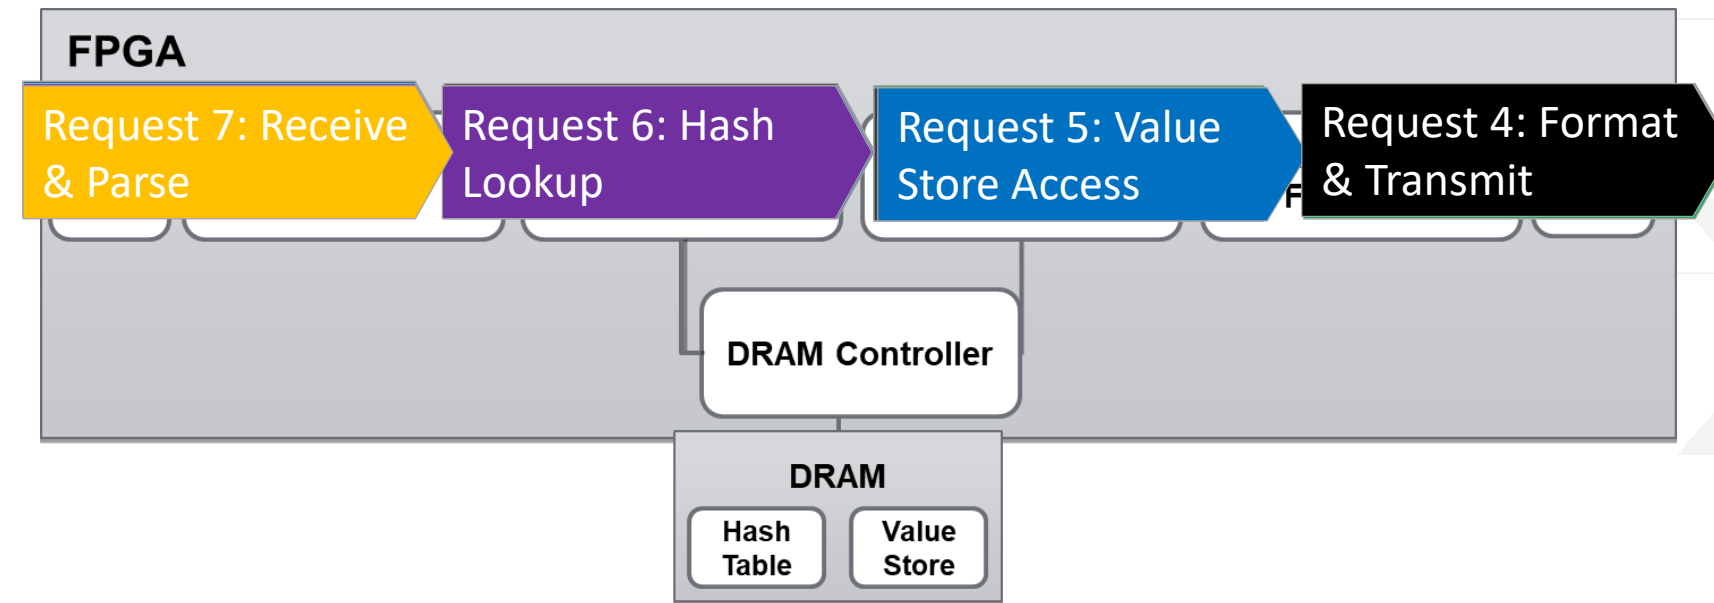 FPGA
Request 7: Receive
& Parse
Request 6: Hash
Lookup
Request 5: Value
Store Access
Request 4: Format
& Transmit
F
DRAM Controller
DRAM
Hash
Table
Value
Store